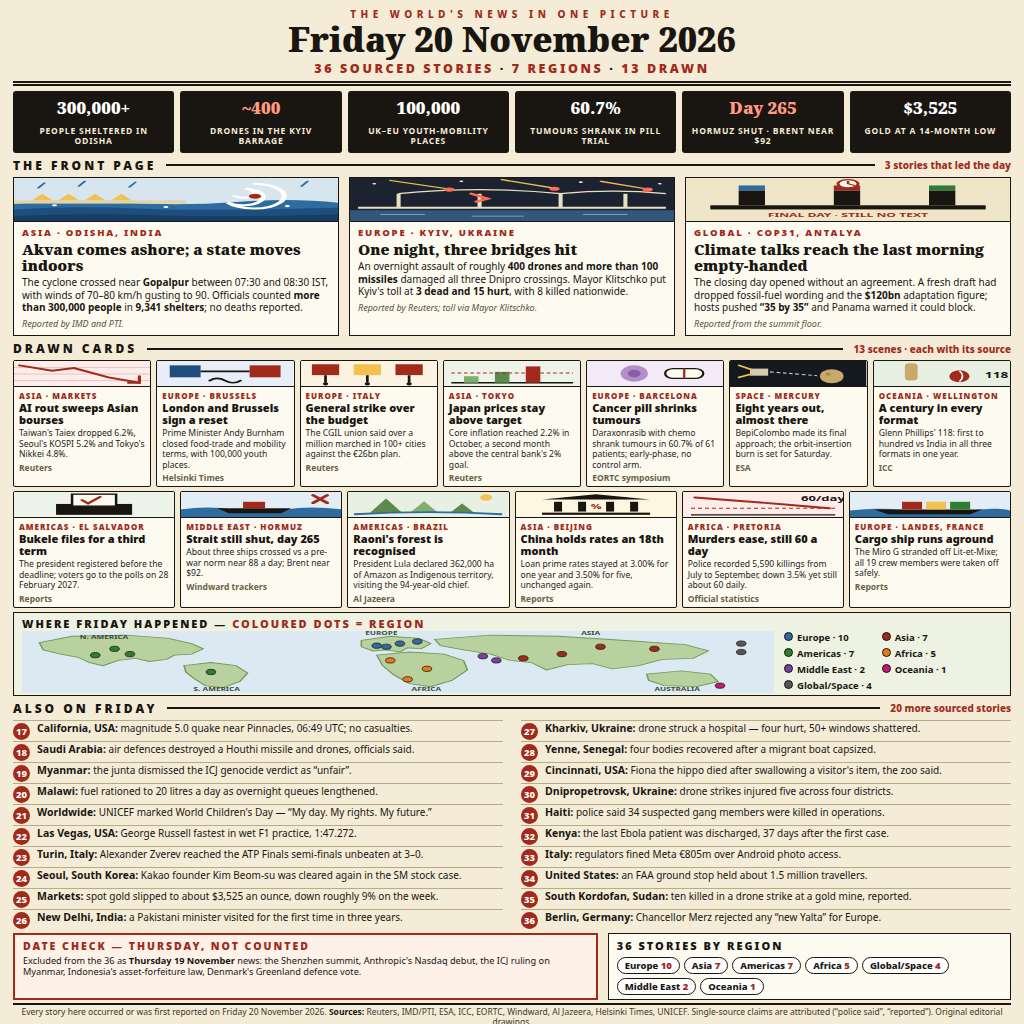 THE WORLD'S NEWS IN ONE PICTURE
Friday 20 November 2026
36 SOURCED STORIES · 7 REGIONS · 13 DRAWN
300,000+
PEOPLE SHELTERED IN
ODISHA
~400
DRONES IN THE KYIV
BARRAGE
100,000
UK–EU YOUTH-MOBILITY
PLACES
60.7%
TUMOURS SHRANK IN PILL
TRIAL
Day 265
HORMUZ SHUT · BRENT NEAR
$92
$3,525
GOLD AT A 14-MONTH LOW
THE FRONT PAGE
3 stories that led the day
ASIA · ODISHA, INDIA
Akvan comes ashore; a state moves
indoors
The cyclone crossed near Gopalpur between 07:30 and 08:30 IST,
with winds of 70–80 km/h gusting to 90. Officials counted more
than 300,000 people in 9,341 shelters; no deaths reported.
Reported by IMD and PTI.
EUROPE · KYIV, UKRAINE
One night, three bridges hit
An overnight assault of roughly 400 drones and more than 100
missiles damaged all three Dnipro crossings. Mayor Klitschko put
Kyiv's toll at 3 dead and 15 hurt, with 8 killed nationwide.
Reported by Reuters; toll via Mayor Klitschko.
FINAL DAY · STILL NO TEXT
GLOBAL · COP31, ANTALYA
Climate talks reach the last morning
empty-handed
The closing day opened without an agreement. A fresh draft had
dropped fossil-fuel wording and the $120bn adaptation figure;
hosts pushed “35 by 35” and Panama warned it could block.
Reported from the summit floor.
DRAWN CARDS
13 scenes · each with its source
ASIA · MARKETS
AI rout sweeps Asian
bourses
Taiwan's Taiex dropped 6.2%,
Seoul's KOSPI 5.2% and Tokyo's
Nikkei 4.8%.
Reuters
EUROPE · BRUSSELS
London and Brussels
sign a reset
Prime Minister Andy Burnham
closed food-trade and mobility
terms, with 100,000 youth
places.
Helsinki Times
EUROPE · ITALY
General strike over
the budget
The CGIL union said over a
million marched in 100+ cities
against the €26bn plan.
Reuters
ASIA · TOKYO
Japan prices stay
above target
Core inflation reached 2.2% in
October, a second month
above the central bank's 2%
goal.
Reuters
EUROPE · BARCELONA
Cancer pill shrinks
tumours
Daraxonrasib with chemo
shrank tumours in 60.7% of 61
patients; early-phase, no
control arm.
EORTC symposium
SPACE · MERCURY
Eight years out,
almost there
BepiColombo made its final
approach; the orbit-insertion
burn is set for Saturday.
ESA
118
OCEANIA · WELLINGTON
A century in every
format
Glenn Phillips' 118: first to
hundred vs India in all three
formats in one year.
ICC
AMERICAS · EL SALVADOR
Bukele files for a third
term
The president registered before the
deadline; voters go to the polls on 28
February 2027.
Reports
MIDDLE EAST · HORMUZ
Strait still shut, day 265
About three ships crossed vs a pre-
war norm near 88 a day; Brent near
$92.
Windward trackers
AMERICAS · BRAZIL
Raoni's forest is
recognised
President Lula declared 362,000 ha
of Amazon as Indigenous territory,
visiting the 94-year-old chief.
Al Jazeera
%
ASIA · BEIJING
China holds rates an 18th
month
Loan prime rates stayed at 3.00% for
one year and 3.50% for five,
unchanged again.
Reports
60/day
AFRICA · PRETORIA
Murders ease, still 60 a
day
Police recorded 5,590 killings from
July to September, down 3.5% yet still
about 60 daily.
Official statistics
EUROPE · LANDES, FRANCE
Cargo ship runs aground
The Miro G stranded off Lit-et-Mixe;
all 19 crew members were taken off
safely.
Reports
WHERE FRIDAY HAPPENED — COLOURED DOTS = REGION
N. AMERICA
EUROPE
ASIA
S. AMERICA
AFRICA
AUSTRALIA
Europe · 10
Asia · 7
Americas · 7
Africa · 5
Middle East · 2
Oceania · 1
Global/Space · 4
ALSO ON FRIDAY
20 more sourced stories
17 California, USA: magnitude 5.0 quake near Pinnacles, 06:49 UTC; no casualties.
18 Saudi Arabia: air defences destroyed a Houthi missile and drones, officials said.
19 Myanmar: the junta dismissed the ICJ genocide verdict as “unfair”.
20 Malawi: fuel rationed to 20 litres a day as overnight queues lengthened.
21 Worldwide: UNICEF marked World Children's Day — “My day. My rights. My future.”
22 Las Vegas, USA: George Russell fastest in wet F1 practice, 1:47.272.
23 Turin, Italy: Alexander Zverev reached the ATP Finals semi-finals unbeaten at 3–0.
24 Seoul, South Korea: Kakao founder Kim Beom-su was cleared again in the SM stock case.
25 Markets: spot gold slipped to about $3,525 an ounce, down roughly 9% on the week.
26 New Delhi, India: a Pakistani minister visited for the first time in three years.
27 Kharkiv, Ukraine: drone struck a hospital — four hurt, 50+ windows shattered.
28 Yenne, Senegal: four bodies recovered after a migrant boat capsized.
29 Cincinnati, USA: Fiona the hippo died after swallowing a visitor's item, the zoo said.
30 Dnipropetrovsk, Ukraine: drone strikes injured five across four districts.
31 Haiti: police said 34 suspected gang members were killed in operations.
32 Kenya: the last Ebola patient was discharged, 37 days after the first case.
33 Italy: regulators fined Meta €805m over Android photo access.
34 United States: an FAA ground stop held about 1.5 million travellers.
35 South Kordofan, Sudan: ten killed in a drone strike at a gold mine, reported.
36 Berlin, Germany: Chancellor Merz rejected any “new Yalta” for Europe.
DATE CHECK — THURSDAY, NOT COUNTED
Excluded from the 36 as Thursday 19 November news: the Shenzhen summit, Anthropic's Nasdaq debut, the ICJ ruling on
Myanmar, Indonesia's asset-forfeiture law, Denmark's Greenland defence vote.
36 STORIES BY REGION
Europe 10
Asia 7
Americas 7
Africa 5
Global/Space 4
Middle East 2
Oceania 1
Every story here occurred or was first reported on Friday 20 November 2026. Sources: Reuters, IMD/PTI, ESA, ICC, EORTC, Windward, Al Jazeera, Helsinki Times, UNICEF. Single-source claims are attributed (“police said”, “reported”). Original editorial
drawings.